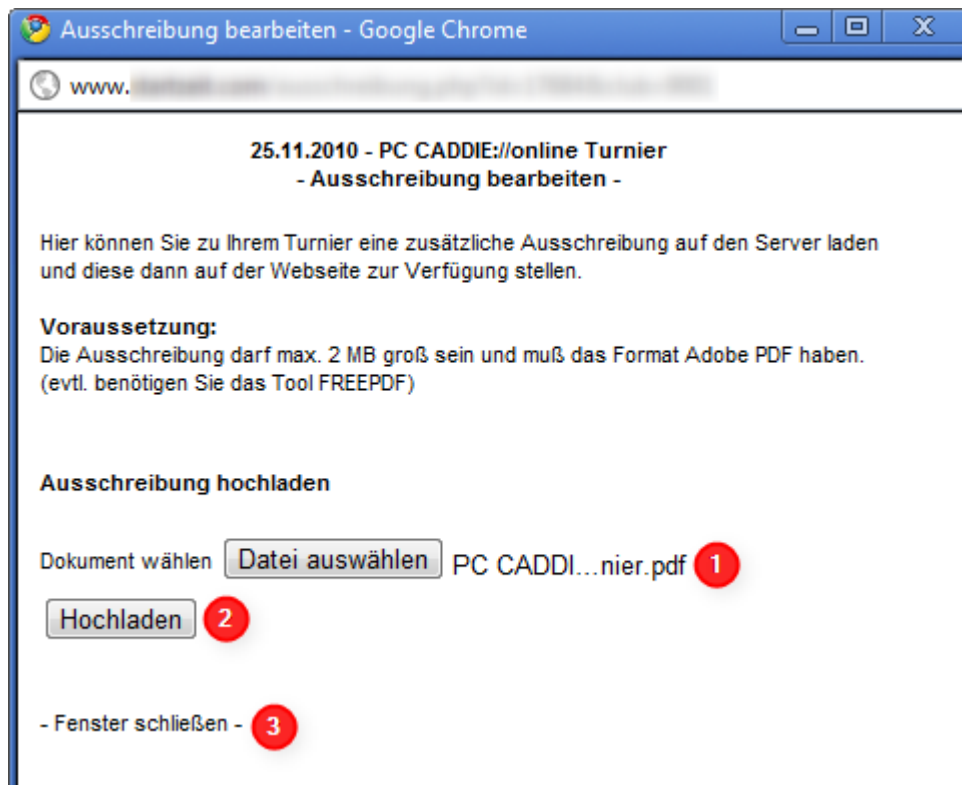 Ausschreibung bearbeiten - Google Chrome
www.
25.11.2010 - PC CADDIE://online Turnier
- Ausschreibung bearbeiten -
Hier können Sie zu Ihrem Turnier eine zusätzliche Ausschreibung auf den Server laden
und diese dann auf der Webseite zur Verfügung stellen.
Voraussetzung:
Die Ausschreibung darf max. 2 MB groß sein und muß das Format Adobe PDF haben.
(evtl. benötigen Sie das Tool FREEPDF)
Ausschreibung hochladen
Dokument wählen Datei auswählen PC CADDI...nier.pdf 1
Hochladen 2
- Fenster schließen - 3